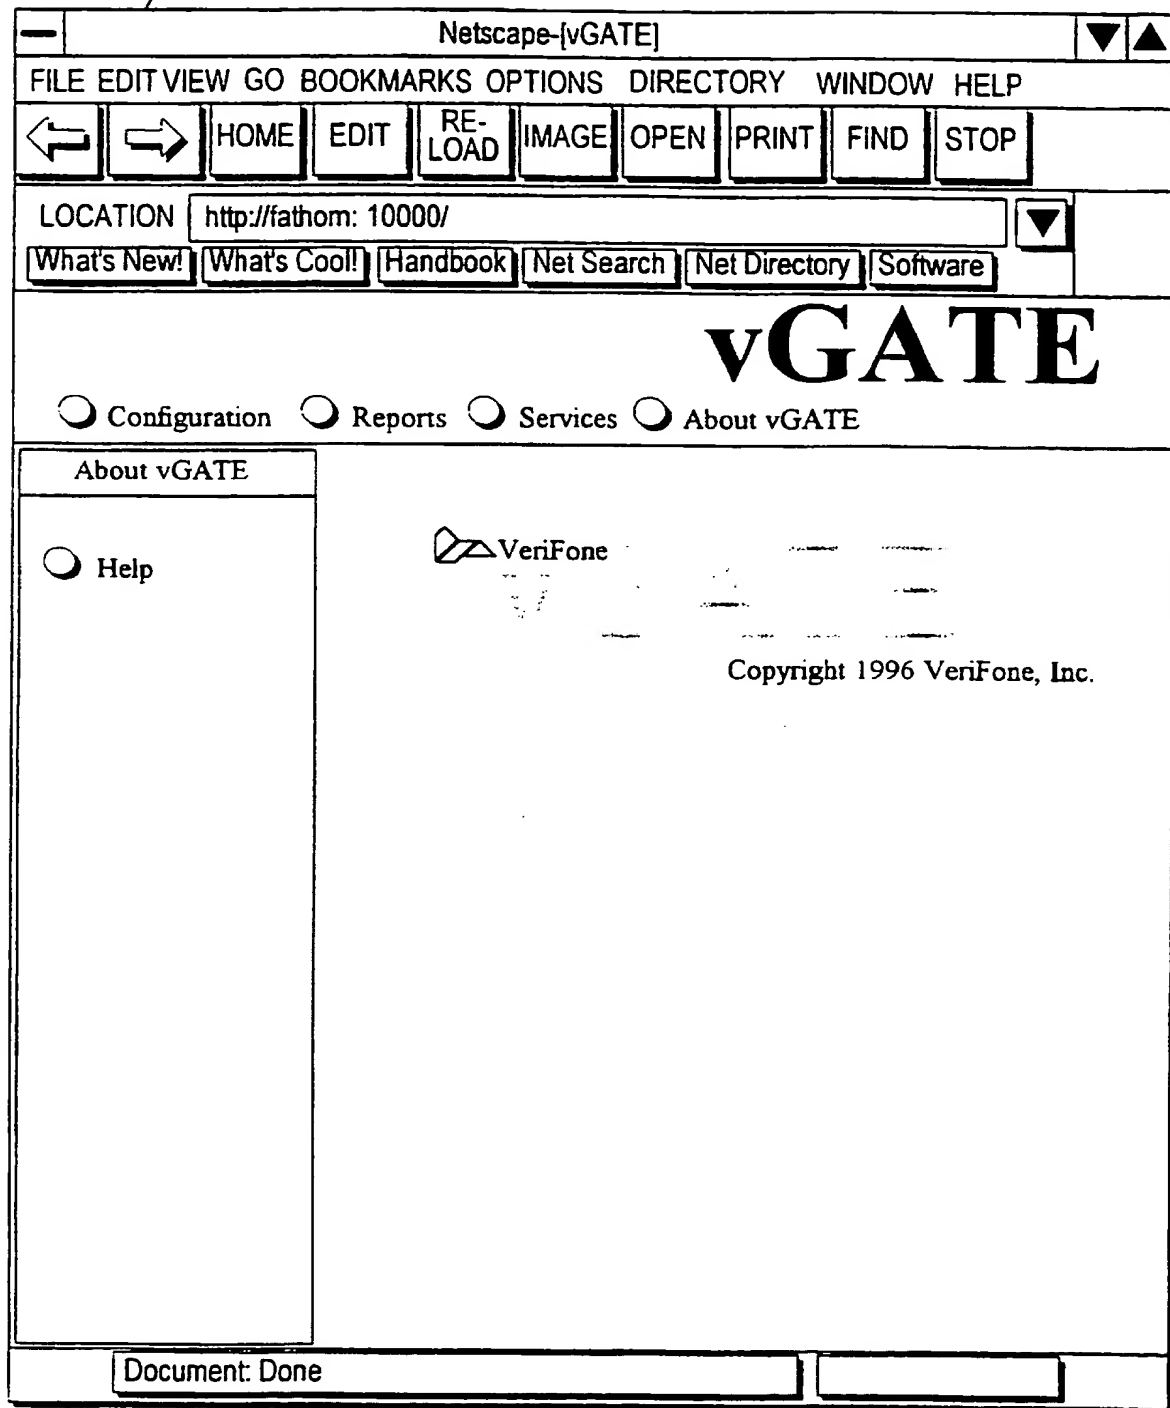 Netscape-[vGATE]
FILE EDIT VIEW GO BOOKMARKS OPTIONS DIRECTORY WINDOW HELP
HOME EDIT RE-LOAD IMAGE OPEN PRINT FIND STOP
LOCATION http://fathom: 10000/
What's New! What's Cool! Handbook Net Search Net Directory Software
vGATE
Configuration Reports Services About vGATE
About vGATE
Help
VeriFone
Copyright 1996 VeriFone, Inc.
Document: Done